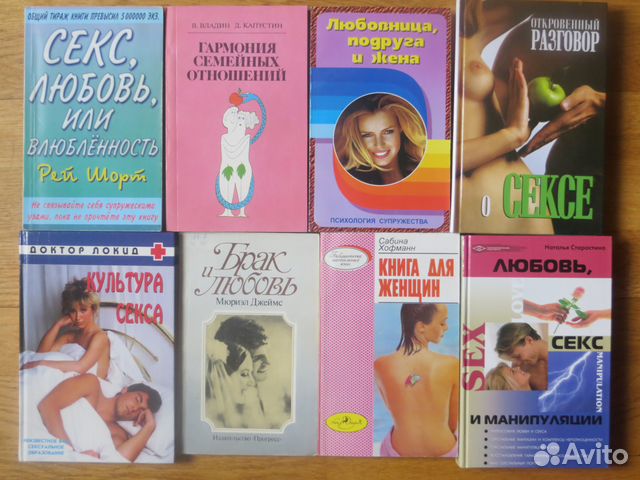 ОБЩИЙ ТИРАЖ КНИГИ ПРЕВЫСИЛ 5 000 000 ЭКЗ.
СЕКС,
ЛЮБОВЬ,
ИЛИ
ВЛЮБЛЁННОСТЬ
Рей Шорт
Не связывайте себя супружескими
узами, пока не прочтёте эту книгу
В. ВЛАДИН Д. КАПУСТИН
ГАРМОНИЯ
СЕМЕЙНЫХ
ОТНОШЕНИЙ
Любовница,
подруга
и жена
ПСИХОЛОГИЯ СУПРУЖЕСТВА
ОТКРОВЕННЫЙ
РАЗГОВОР
О СЕКСЕ
ДОКТОР ЛОКИД
КУЛЬТУРА
СЕКСА
СЕКСУАЛЬНОЕ
ОБРАЗОВАНИЕ
Брак
и любовь
Мюриэл Джеймс
Издательство «Прогресс»
Сабина
Хофманн
КНИГА ДЛЯ
ЖЕНЩИН
Наталья Старостина
ЛЮБОВЬ,
SEX
LOVE
СЕКС
MANIPULATION
И МАНИПУЛЯЦИИ
Avito